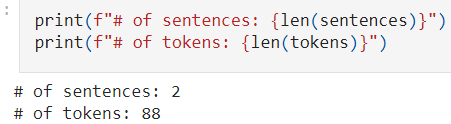 :
print(f"# of sentences: {len(sentences)}")
print(f"# of tokens: {len(tokens)}")
# of sentences: 2
# of tokens: 88